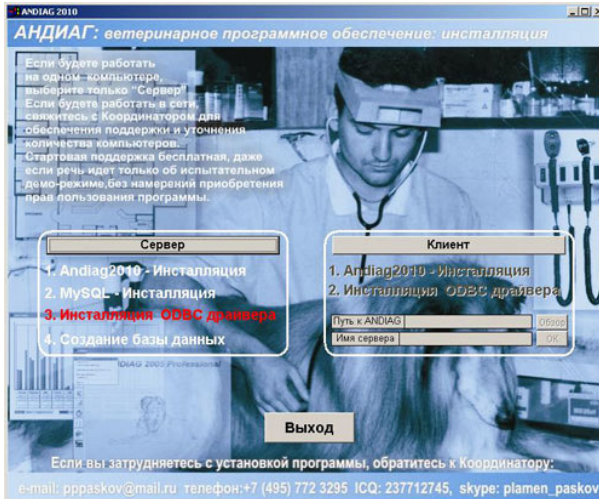 ANDIAG 2010
АНДИАГ: ветеринарное программное обеспечение: инсталляция
Если будете работать
на одном компьютере,
выберите только "Сервер"
Если будете работать в сети,
свяжитесь с Координатором для
обеспечения поддержки и уточнения
количества компьютеров.
Стартовая поддержка бесплатная, даже
если речь идет только об испытательном
демо-режиме,без намерений приобретения
прав пользования программы.
Сервер
1. Andiag2010 - Инсталляция
2. MySQL - Инсталляция
3. Инсталляция ODBC драйвера
4. Создание базы данных
Клиент
1. Andiag2010 - Инсталляция
2. Инсталляция ODBC драйвера
Путь к ANDIAG Обзор
Имя сервера OK
ANDIAG 2005 Professional
Выход
Если вы затрудняетесь с установкой программы, обратитесь к Координатору:
e-mail: pppaskov@mail.ru телефон:+7 (495) 772 3295 ICQ: 237712745, skype: plamen_paskov